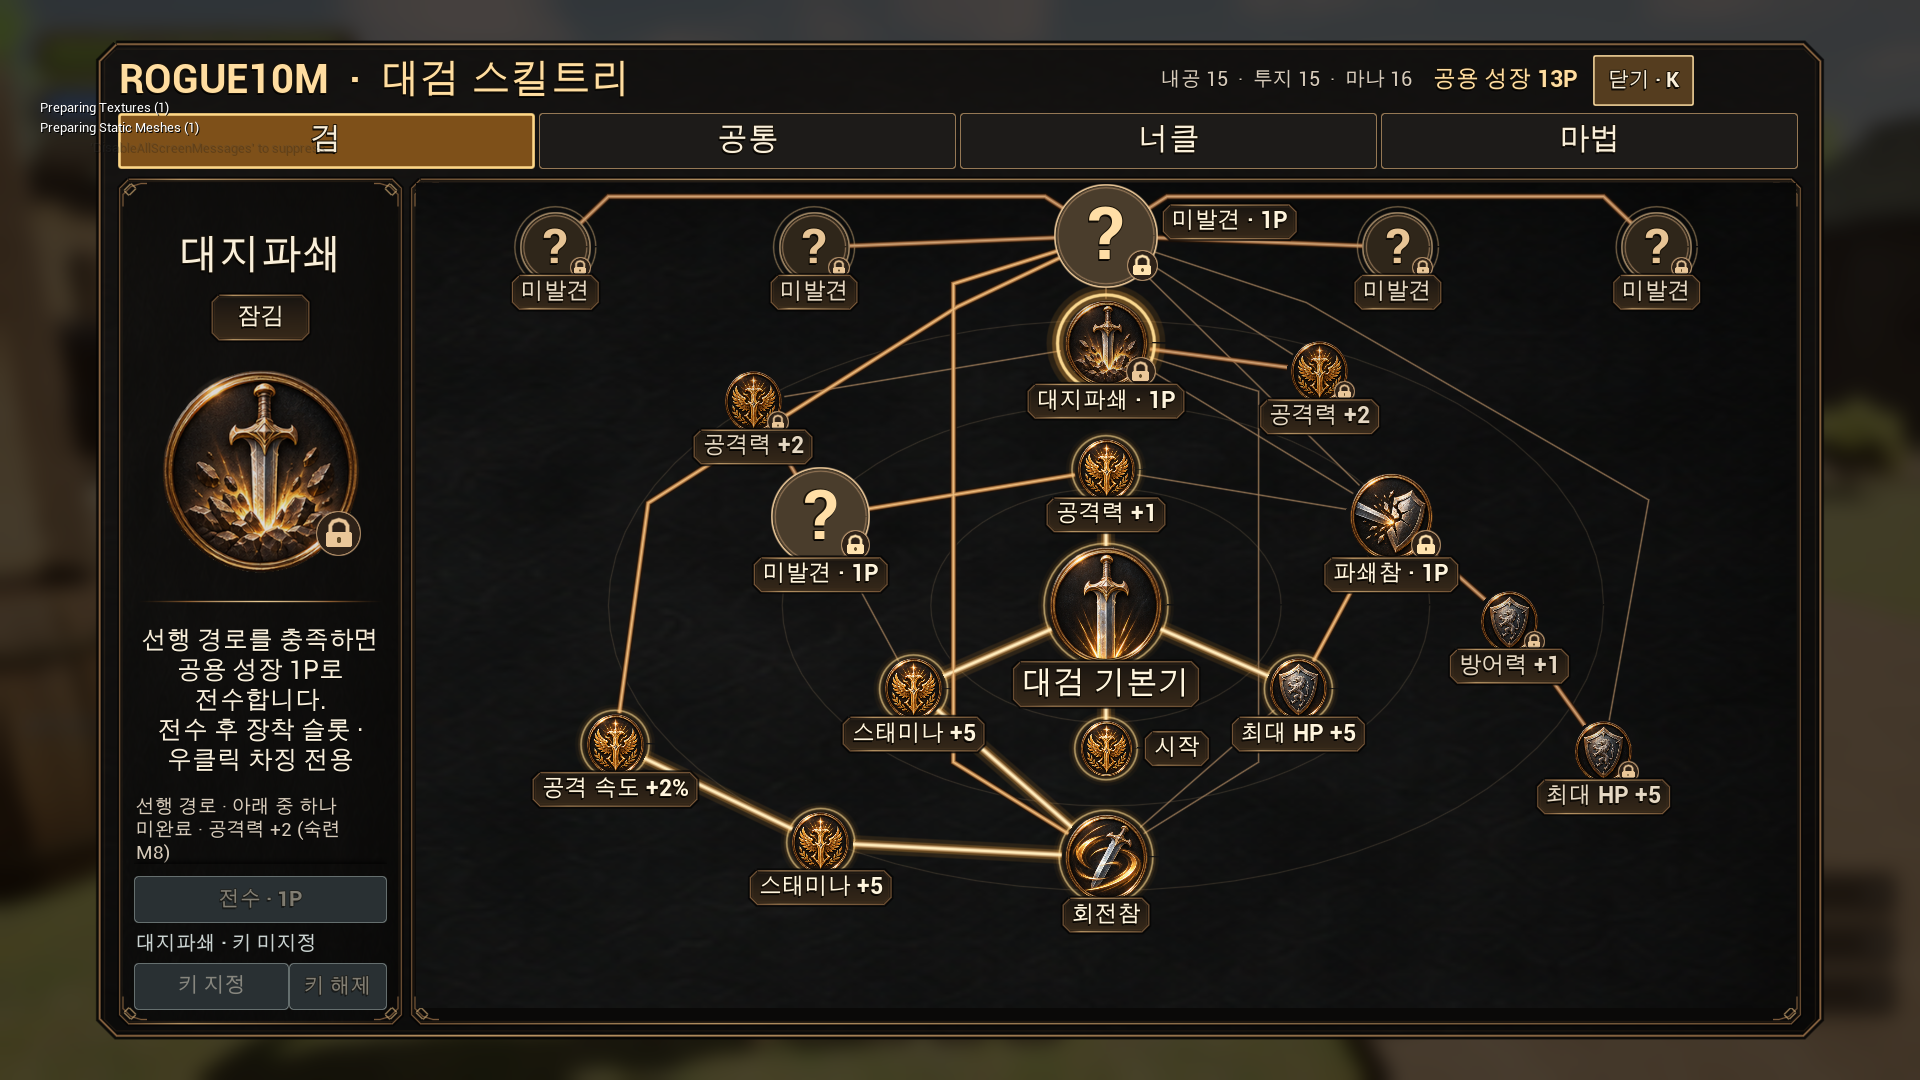 ROGUE10M · 대검 스킬트리
내공 15 · 투지 15 · 마나 16
공용 성장 13P
닫기 · K
Preparing Textures (1)
Preparing Static Meshes (1)
AllScreenMessages' to suppre
검
공통
너클
마법
대지파쇄
잠김
선행 경로를 충족하면
공용 성장 1P로
전수합니다.
전수 후 장착 슬롯 ·
우클릭 차징 전용
선행 경로 · 아래 중 하나
미완료 · 공격력 +2 (숙련
M8)
전수 · 1P
대지파쇄 · 키 미지정
키 지정
키 해제
?
미발견
?
미발견
?
미발견 · 1P
?
미발견
?
미발견
대지파쇄 · 1P
공격력 +2
공격력 +2
공격력 +1
?
미발견 · 1P
파쇄참 · 1P
대검 기본기
방어력 +1
스태미나 +5
시작
최대 HP +5
공격 속도 +2%
최대 HP +5
스태미나 +5
회전참